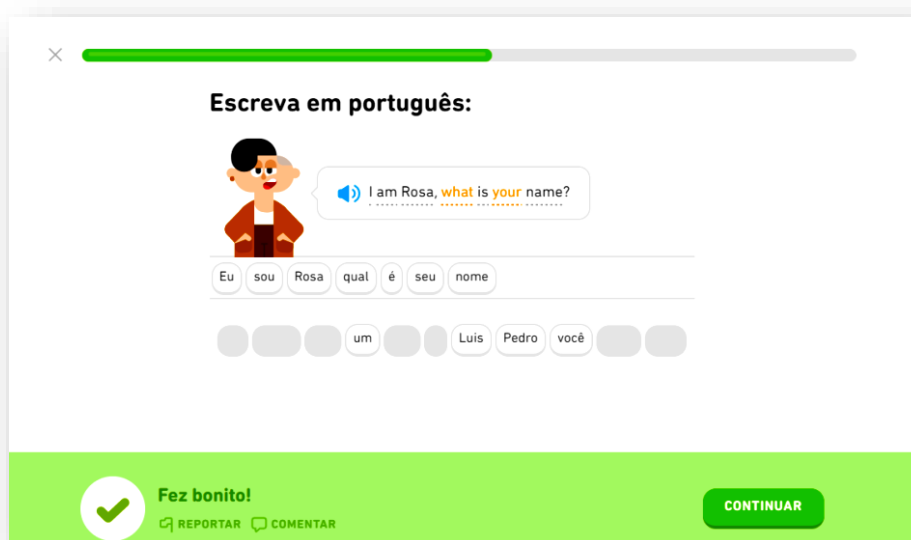 Escreva em português:
I am Rosa, what is your name?
Eu sou Rosa qual é seu nome
um Luis Pedro você
Fez bonito!
REPORTAR COMENTAR
CONTINUAR